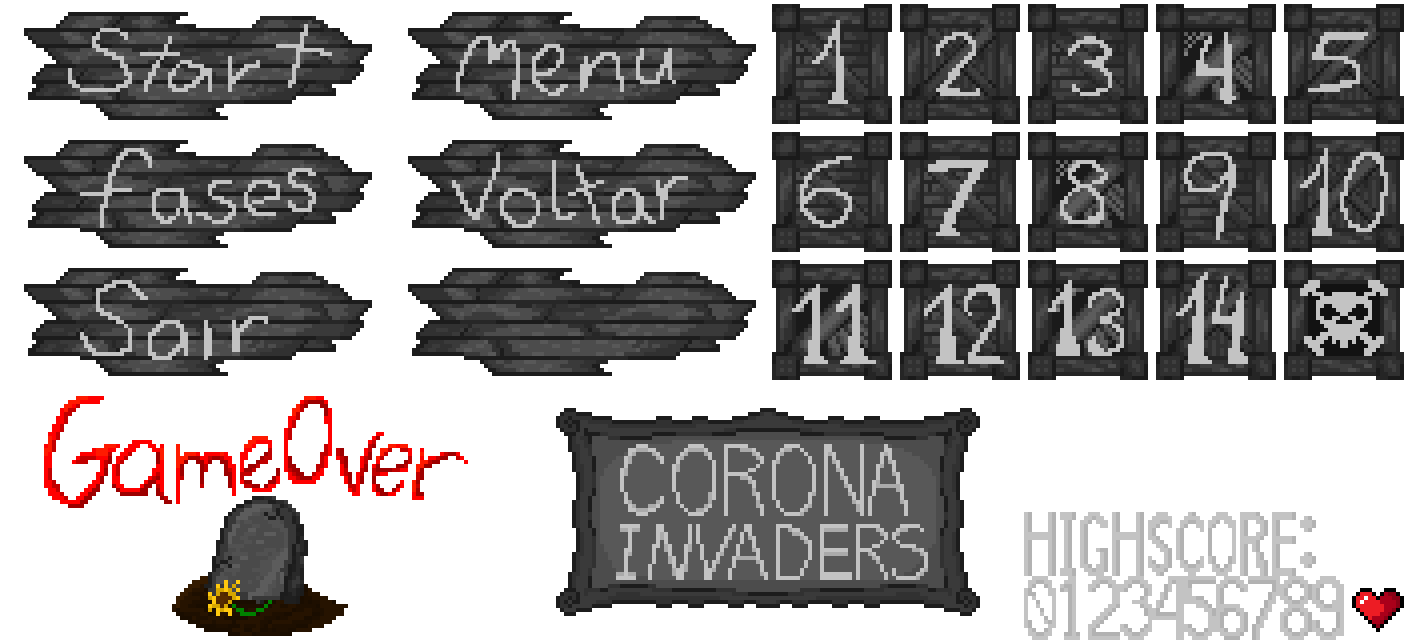 Start
Menu
1 2 3 4 5
fases
Voltar
6 7 8 9 10
Sair
11 12 13 14
GameOver
CORONA
INVADERS
HIGHSCORE:
0123456789